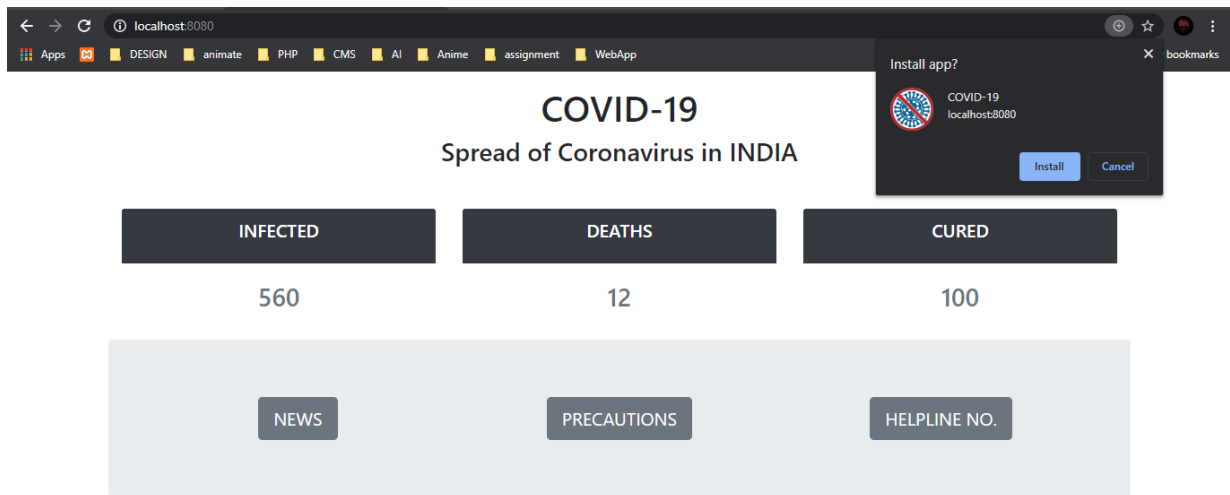 localhost:8080
Apps DESIGN animate PHP CMS AI Anime assignment WebApp bookmarks
Install app?
COVID-19
localhost:8080
Install Cancel
COVID-19
Spread of Coronavirus in INDIA
INFECTED DEATHS CURED
560 12 100
NEWS PRECAUTIONS HELPLINE NO.